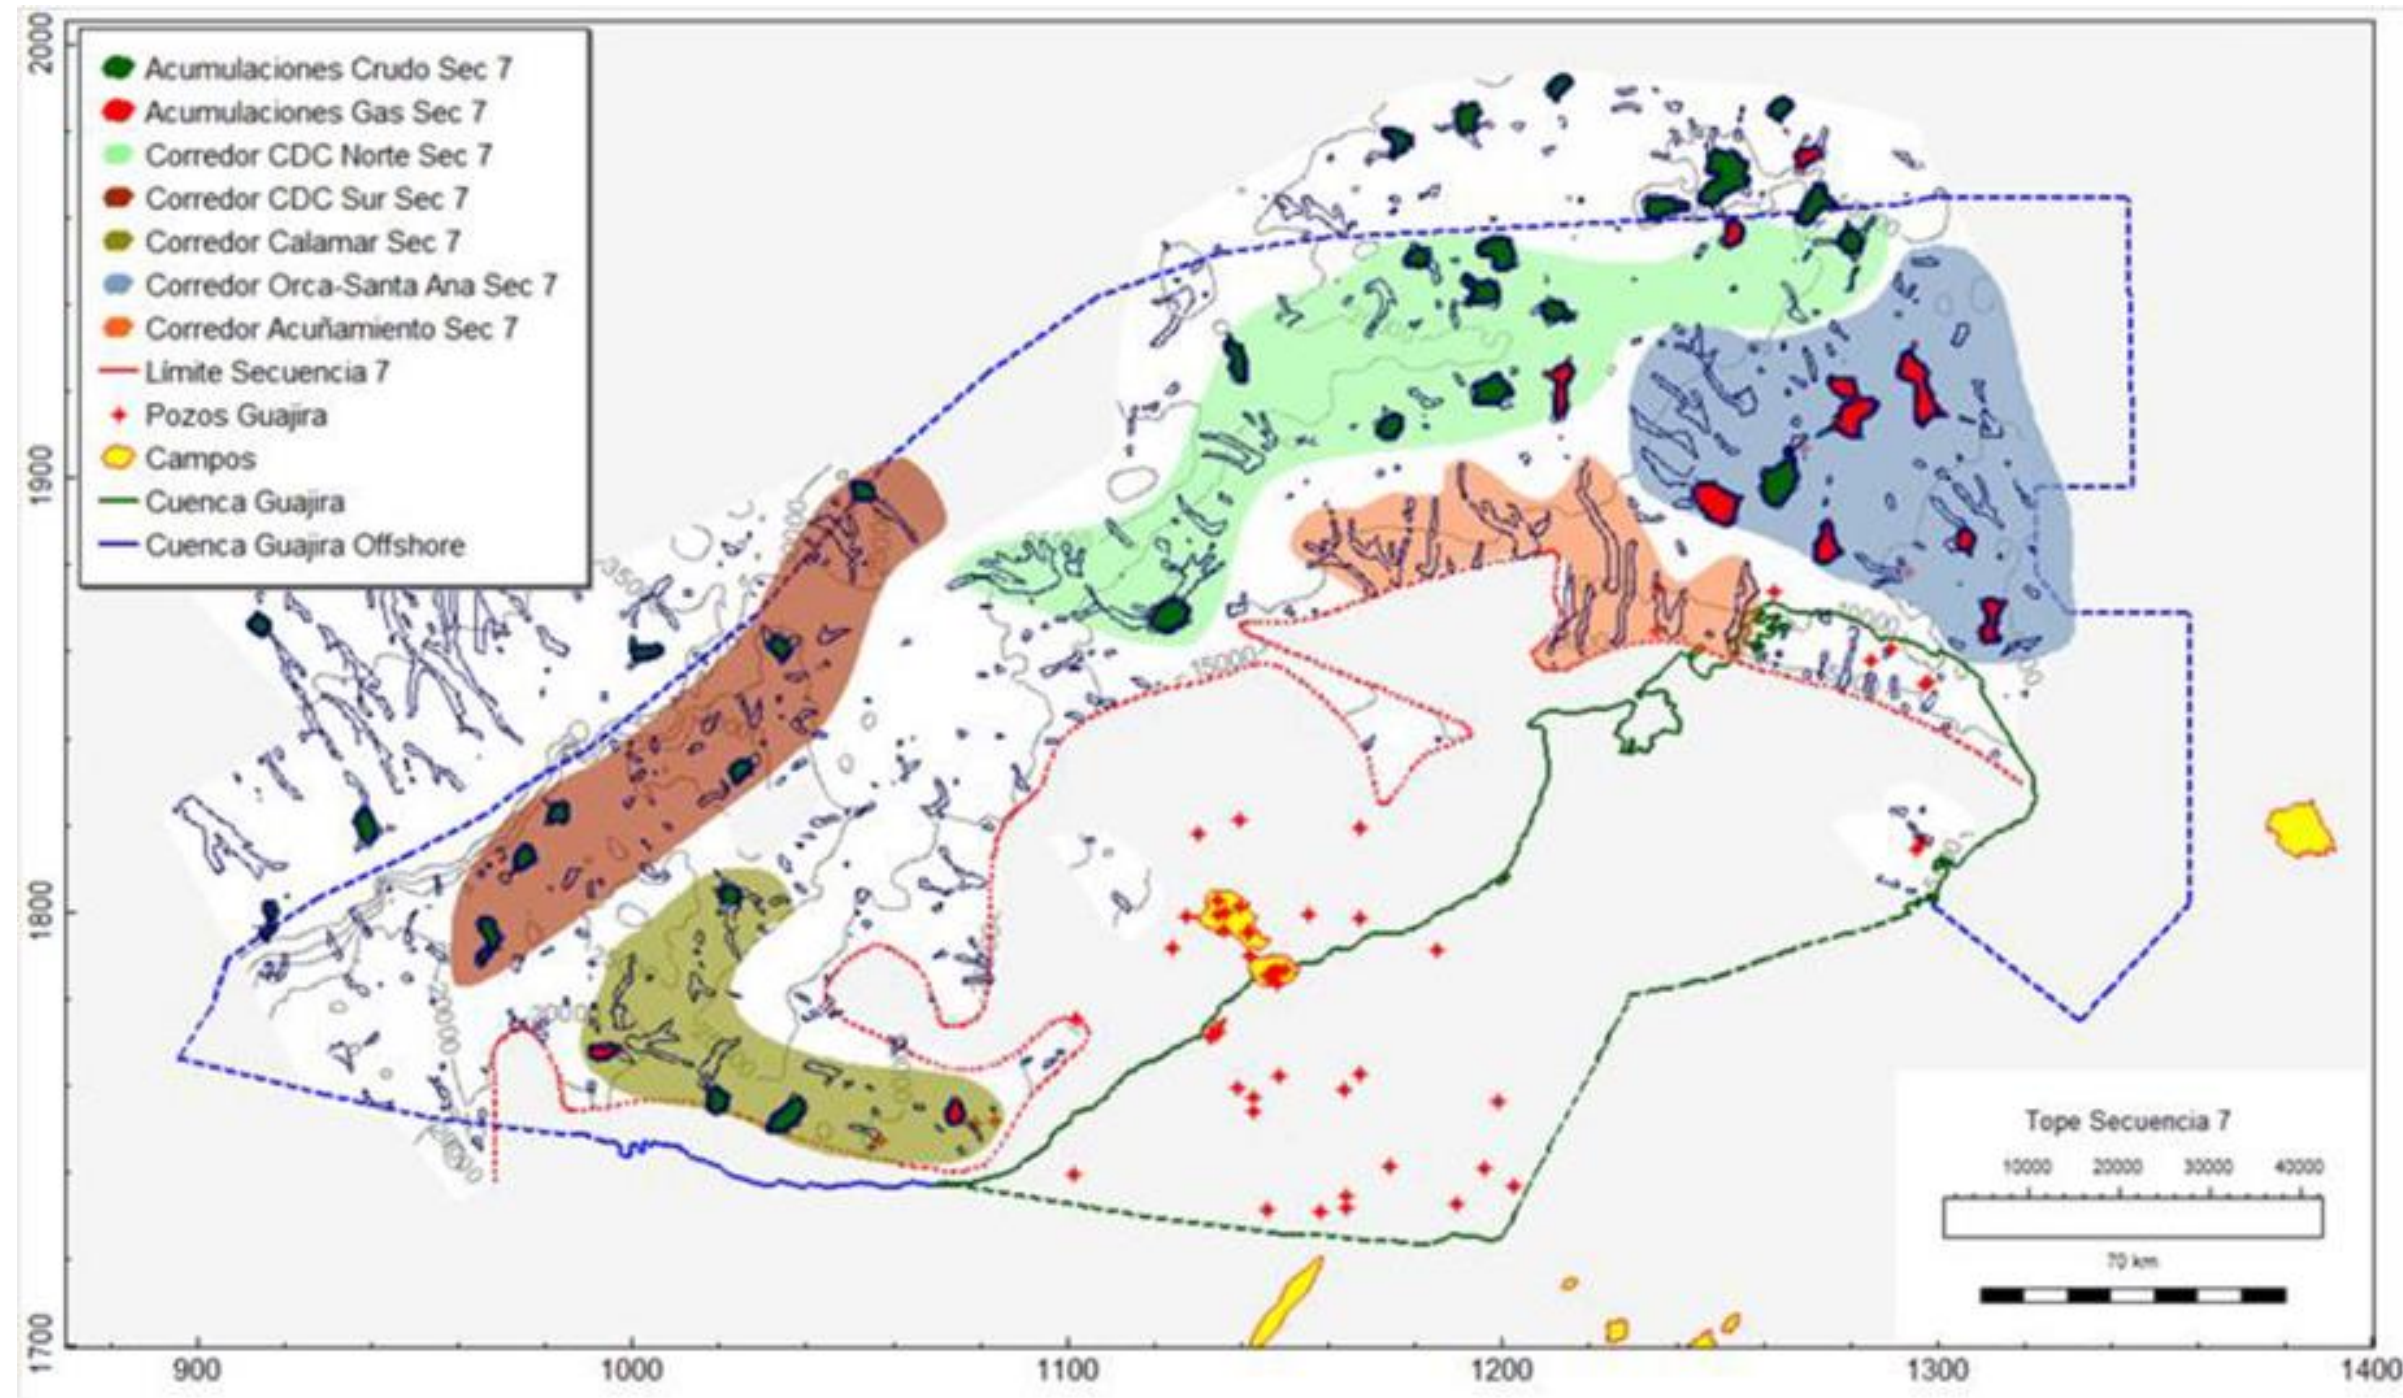 Acumulaciones Crudo Sec 7
Acumulaciones Gas Sec 7
Corredor CDC Norte Sec 7
Corredor CDC Sur Sec 7
Corredor Calamar Sec 7
Corredor Orca-Santa Ana Sec 7
Corredor Acuñamiento Sec 7
Límite Secuencia 7
Pozos Guajira
Campos
Cuenca Guajira
Cuenca Guajira Offshore
2000
1900
1800
1700
15000
Tope Secuencia 7
10000 20000 30000 40000
70 km
900 1000 1100 1200 1300 1400